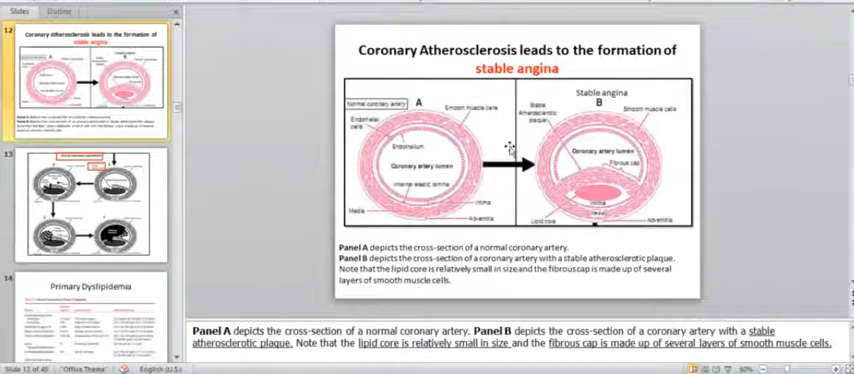 Slides Outline
12
13
14
Primary Dyslipidemia
Coronary Atherosclerosis leads to the formation of
stable angina
Stable angina
Normal coronary artery
A
B
Smooth muscle cells
Endothelial
cells
Endothelium
Coronary artery lumen
Internal elastic lamina
Intima
Media
Adventitia
Stable
Atherosclerotic
plaque
Smooth muscle cells
Coronary artery lumen
Fibrous cap
Intima
Media
Lipid core
Adventitia
Panel A depicts the cross-section of a normal coronary artery.
Panel B depicts the cross-section of a coronary artery with a stable atherosclerotic plaque.
Note that the lipid core is relatively small in size and the fibrous cap is made up of several
layers of smooth muscle cells.
Panel A depicts the cross-section of a normal coronary artery. Panel B depicts the cross-section of a coronary artery with a stable
atherosclerotic plaque. Note that the lipid core is relatively small in size and the fibrous cap is made up of several layers of smooth muscle cells.
Slide 12 of 49 "Office Theme" English (U.S.) 60%